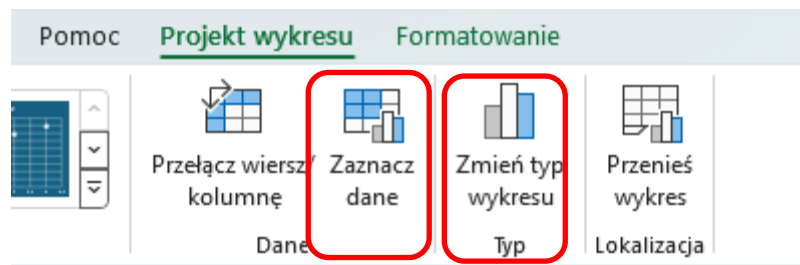 Pomoc Projekt wykresu Formatowanie
Przełącz wiersz/ Zaznacz Zmień typ Przenieś
kolumnę dane wykresu wykres
Dane Typ Lokalizacja